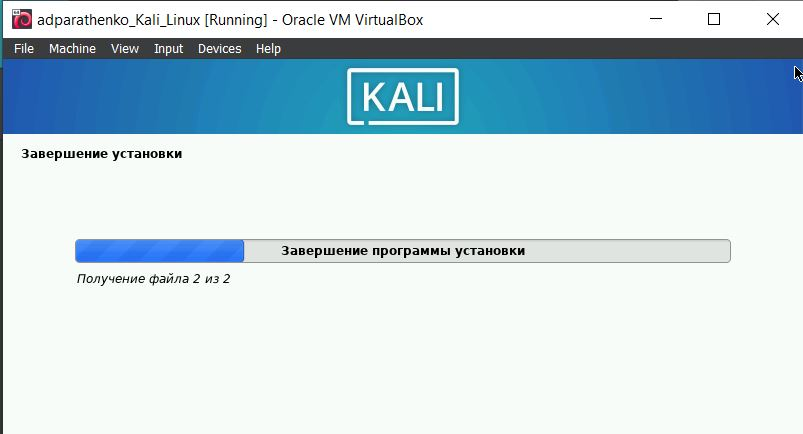 adparathenko_Kali_Linux [Running] - Oracle VM VirtualBox
File Machine View Input Devices Help
KALI
Завершение установки
Завершение программы установки
Получение файла 2 из 2